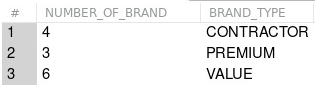 # NUMBER_OF_BRAND BRAND_TYPE
1 4 CONTRACTOR
2 3 PREMIUM
3 6 VALUE